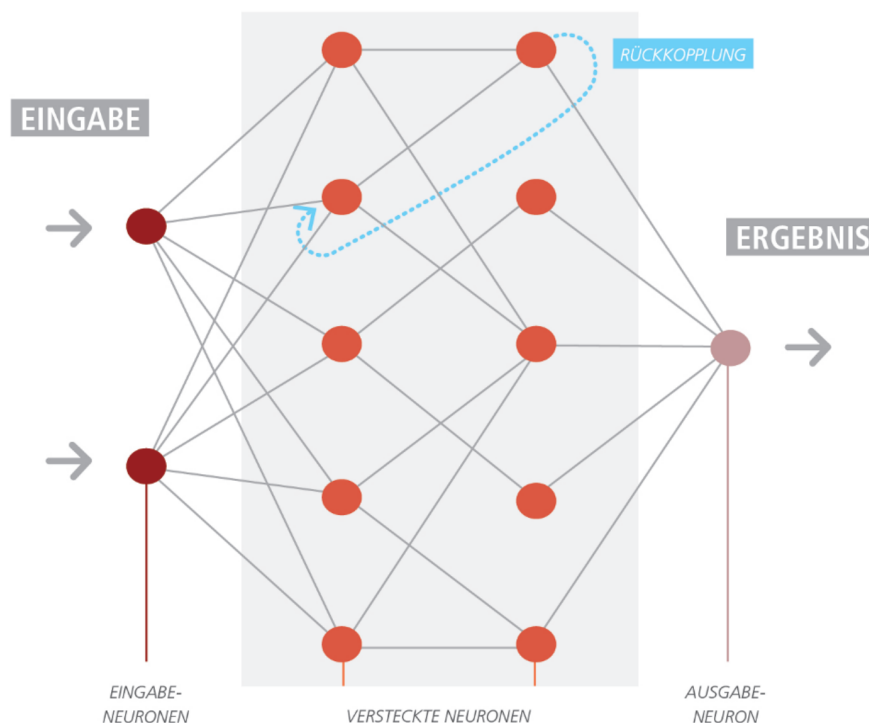 RÜCKKOPPLUNG
EINGABE
ERGEBNIS
EINGABE-
NEURONEN
VERSTECKTE NEURONEN
AUSGABE-
NEURON